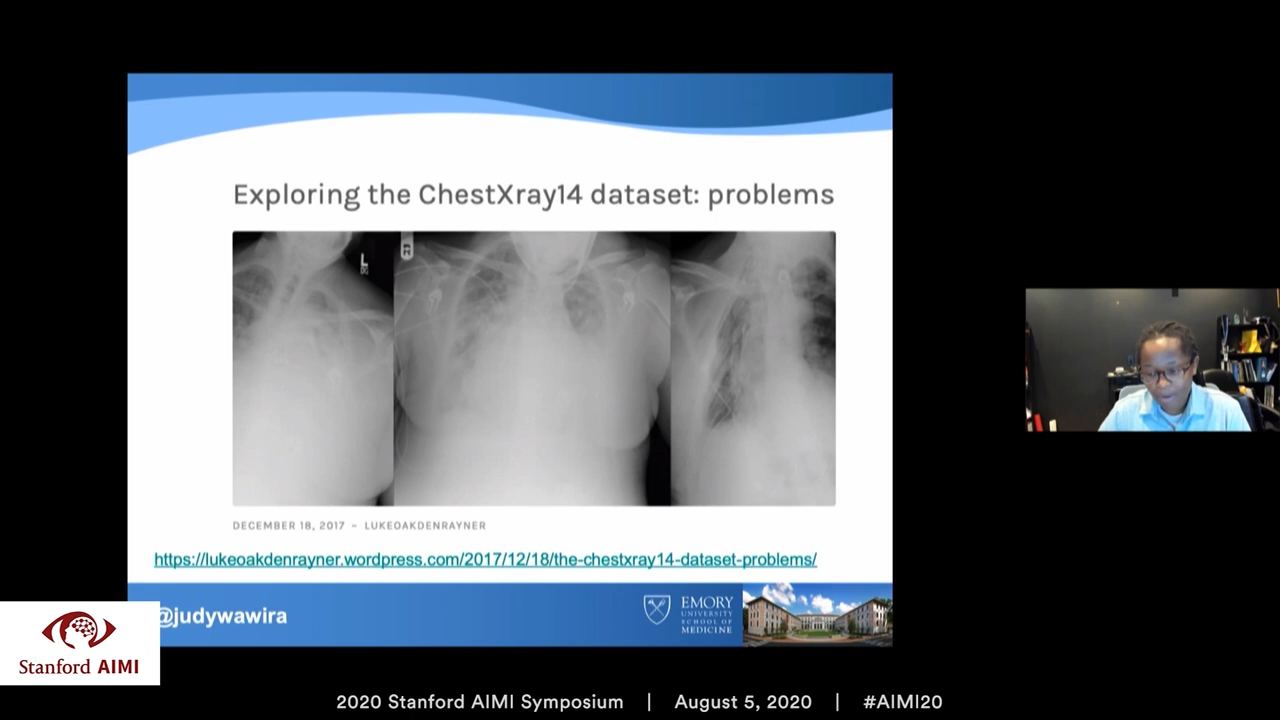 Exploring the ChestXray14 dataset: problems
L
DECEMBER 18, 2017 – LUKEOAKDENRAYNER
https://lukeoakdenrayner.wordpress.com/2017/12/18/the-chestxray14-dataset-problems/
@judywawira
EMORY
UNIVERSITY
SCHOOL OF
MEDICINE
Stanford AIMI
2020 Stanford AIMI Symposium | August 5, 2020 | #AIMI20